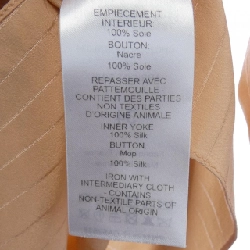 EMPIECEMENT
INTERIEUR
100% Soie
BOUTON:
Nacre
100% Soie
REPASSER AVEC
PATTEMOUILLE
CONTIENT DES PARTIES
NON TEXTILES
D'ORIGINE ANIMALE
INNER YOKE
100% Silk
BUTTON
Mop
100% Silk
IRON WITH
INTERMEDIARY CLOTH -
CONTAINS
NON-TEXTILE PARTS OF
ANIMAL ORIGIN